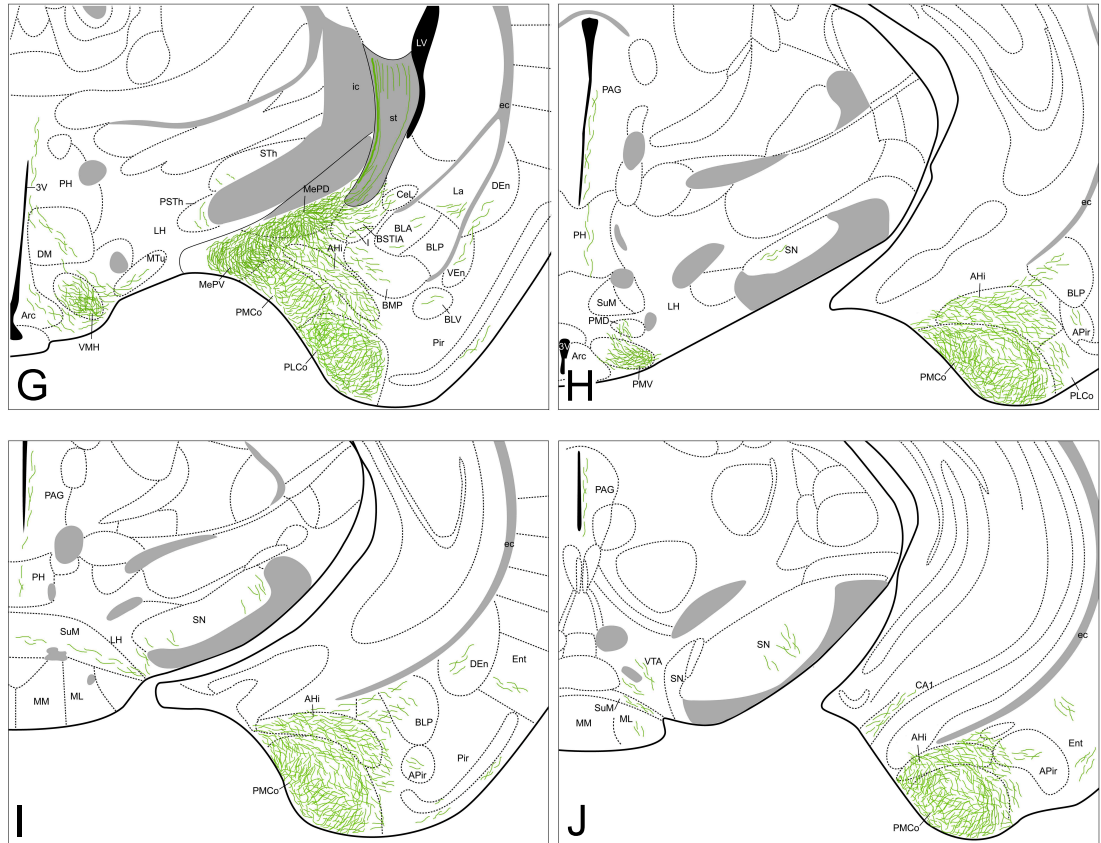 LV
ic
st
ec
STh
3V
PH
MePD
CeL
La
DEn
PSTh
LH
BLA
I
BSTIA
DM
AHi
BLP
MTu
VEn
MePV
Arc
PMCo
BMP
BLV
VMH
Pir
PLCo
G
PAG
ec
PH
SN
AHi
SuM
LH
BLP
PMD
3V
Arc
APir
PMV
PMCo
PLCo
H
PAG
ec
PH
SN
SuM
LH
DEn
Ent
MM
ML
AHi
BLP
Pir
APir
PMCo
I
PAG
ec
SN
VTA
SN
CA1
SuM
MM
ML
AHi
Ent
APir
PMCo
J